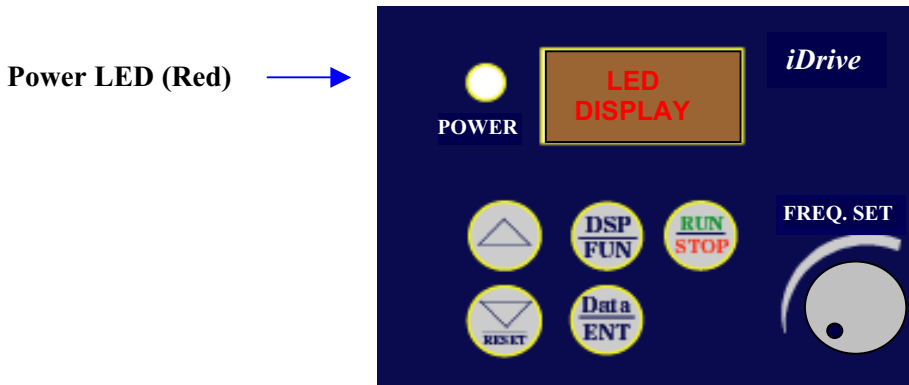 Power LED (Red)
POWER
LED
DISPLAY
iDrive
DSP
FUN
RUN
STOP
FREQ. SET
RESET
Data
ENT